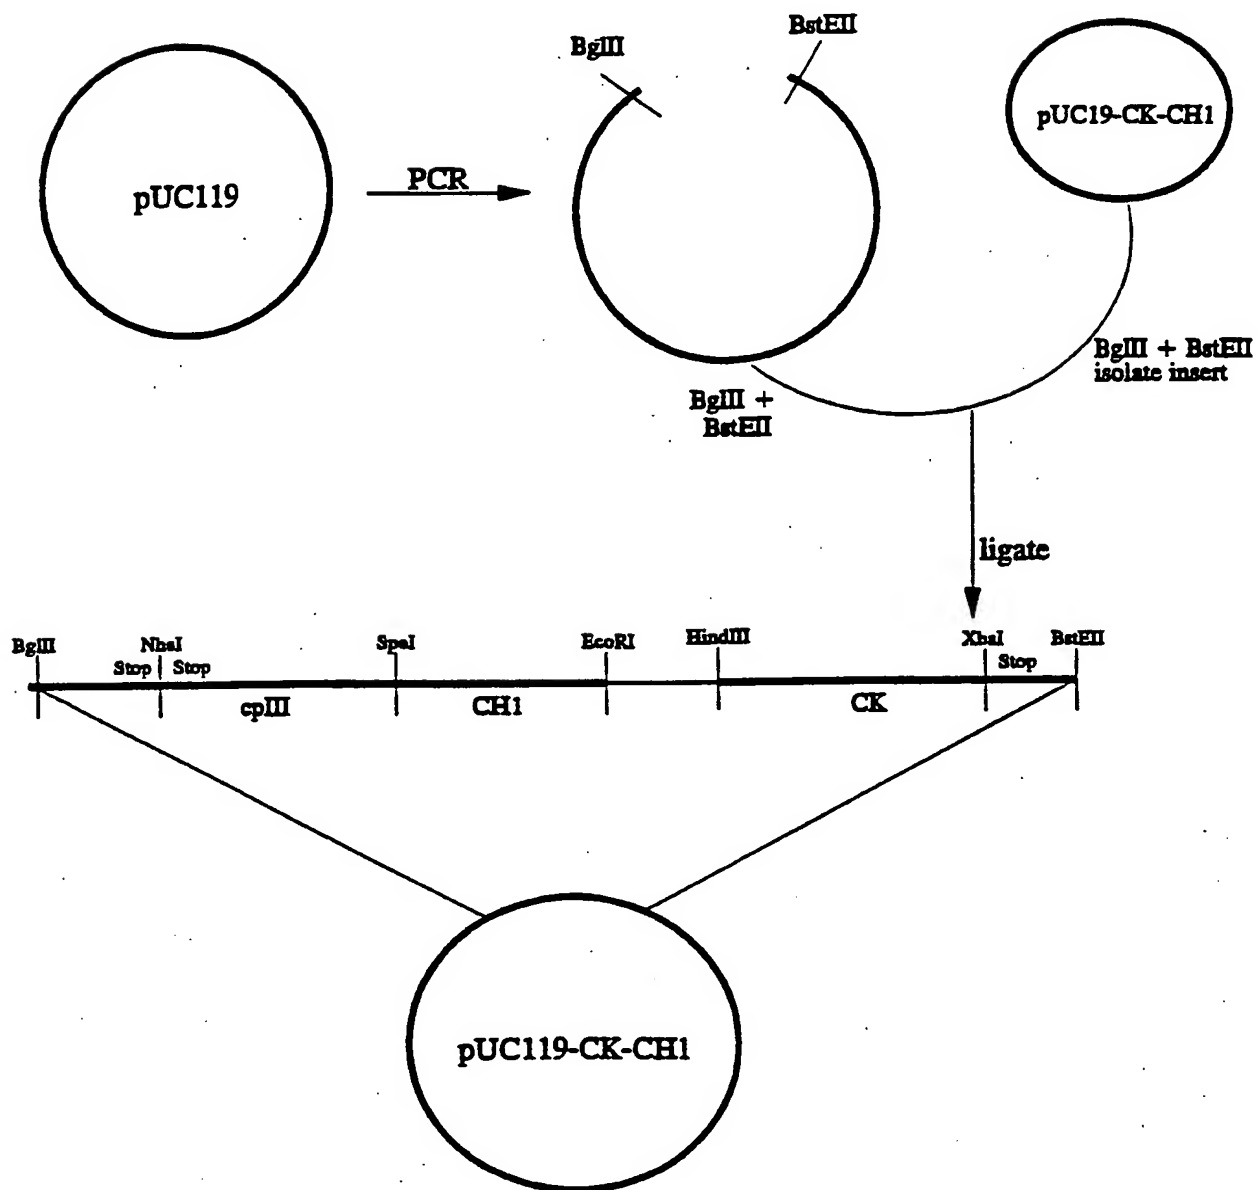 BglII
BstEII
pUC119
PCR
pUC19-CK-CH1
BglII +
BstEII
BglII + BstEII
isolate insert
ligate
BglII NheI SpeI EcoRI HindIII XbaI BstEII
Stop Stop Stop
cpIII CH1 CK
pUC119-CK-CH1